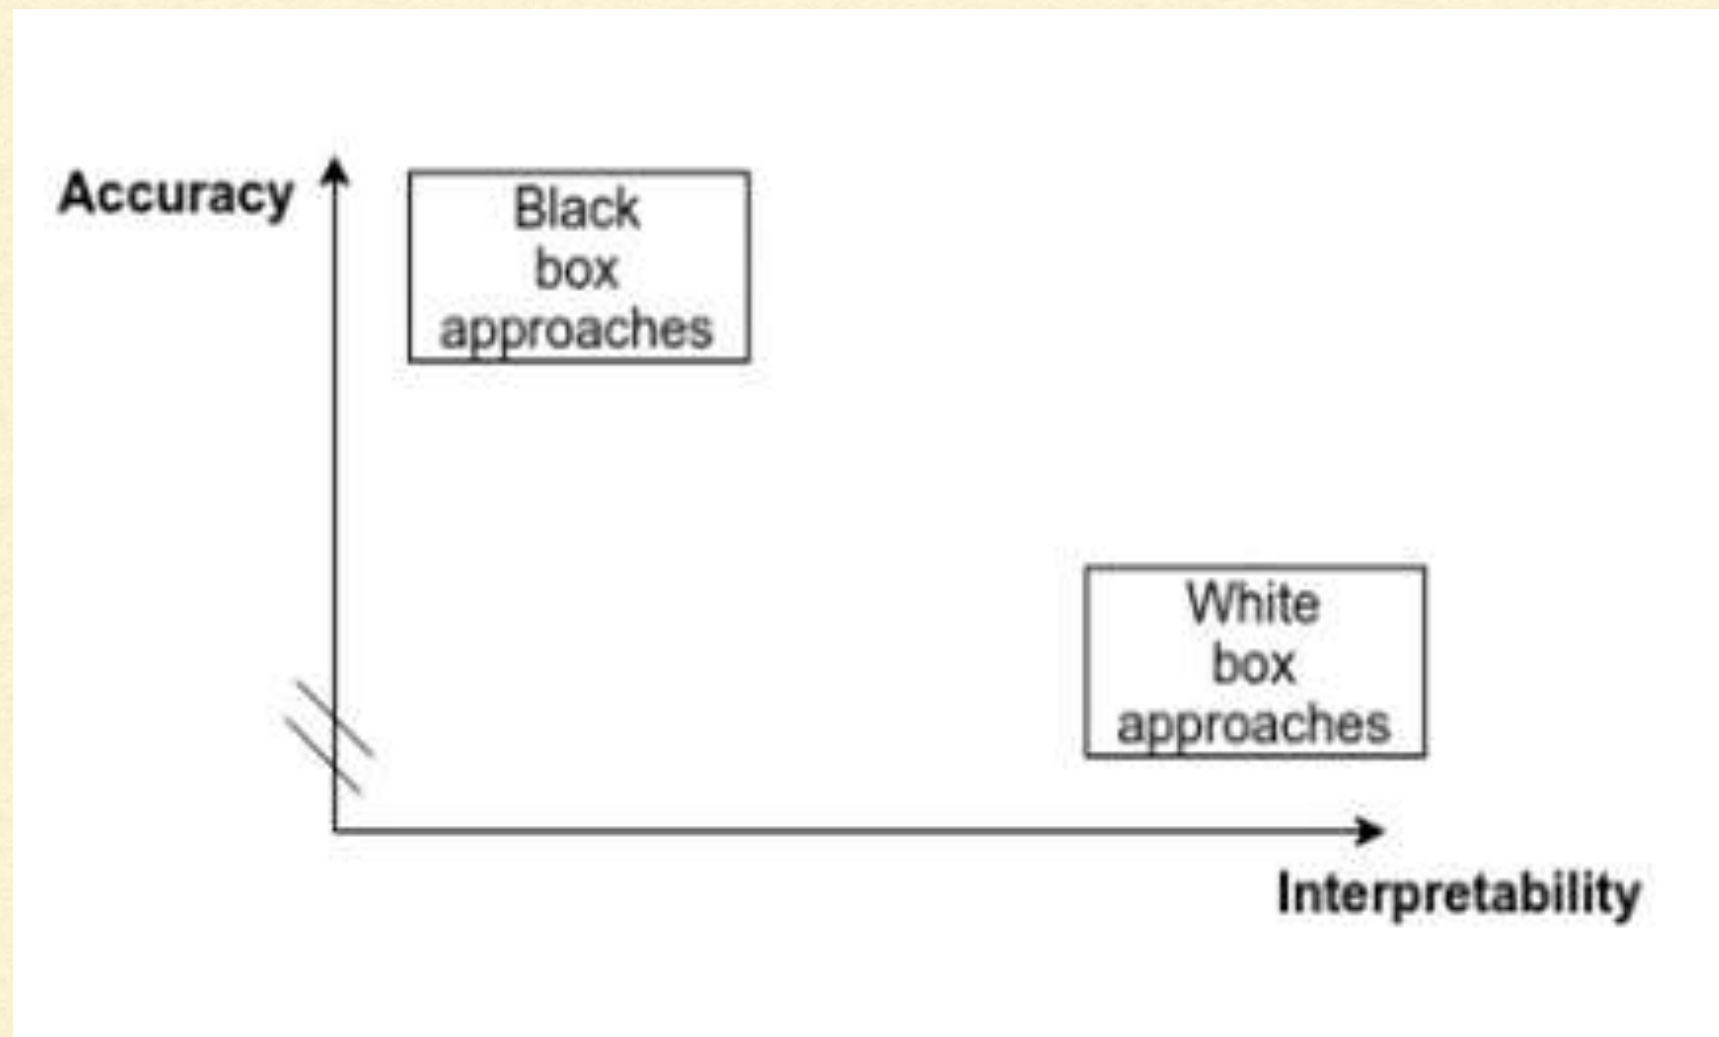 Accuracy
Black
box
approaches
White
box
approaches
Interpretability